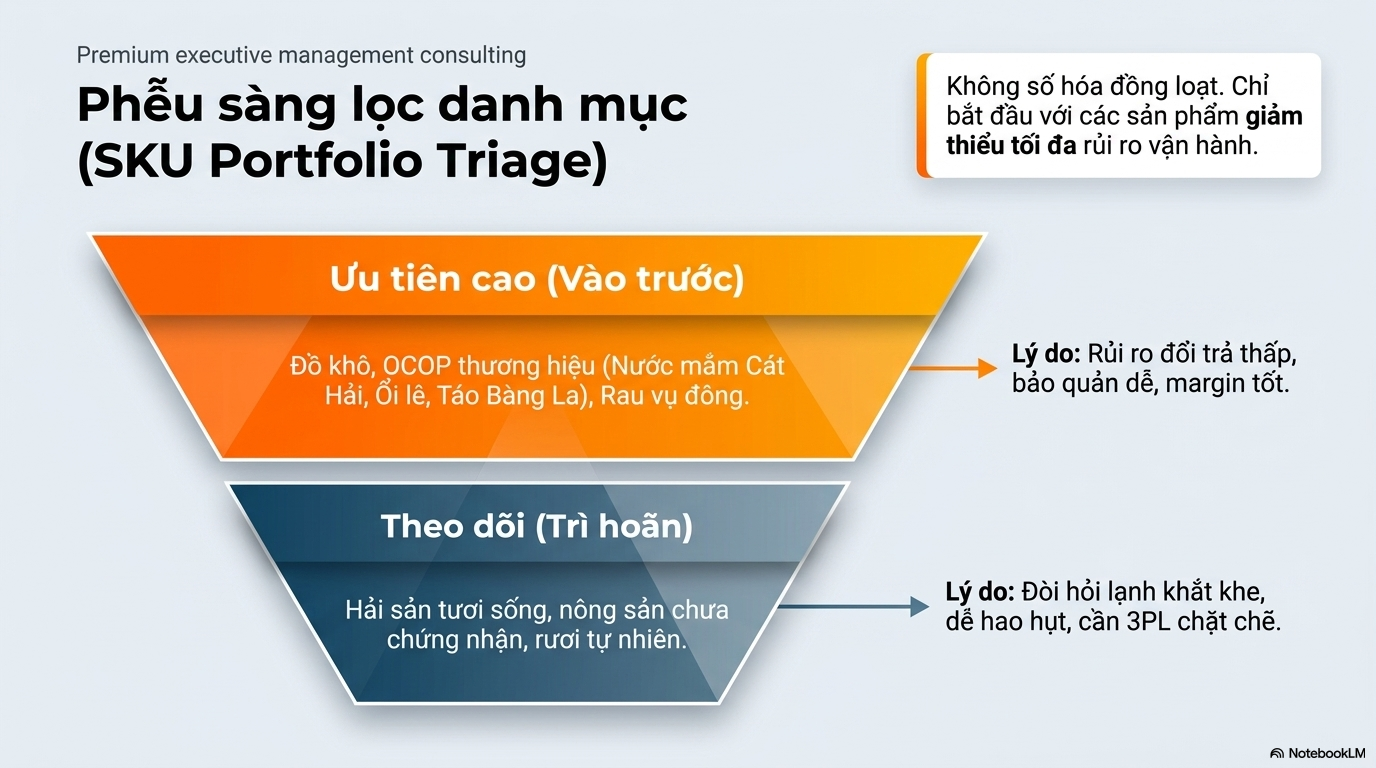 Premium executive management consulting
Phễu sàng lọc danh mục
(SKU Portfolio Triage)
Không số hóa đồng loạt. Chỉ
bắt đầu với các sản phẩm giảm
thiểu tối đa rủi ro vận hành.
Ưu tiên cao (Vào trước)
Đồ khô, OCOP thương hiệu (Nước mắm Cát
Hải, Ổi lê, Táo Bàng La), Rau vụ đông.
Lý do: Rủi ro đổi trả thấp,
bảo quản dễ, margin tốt.
Theo dõi (Trì hoãn)
Hải sản tươi sống, nông sản chưa
chứng nhận, rươi tự nhiên.
Lý do: Đòi hỏi lạnh khắt khe,
dễ hao hụt, cần 3PL chặt chẽ.
NotebookLM